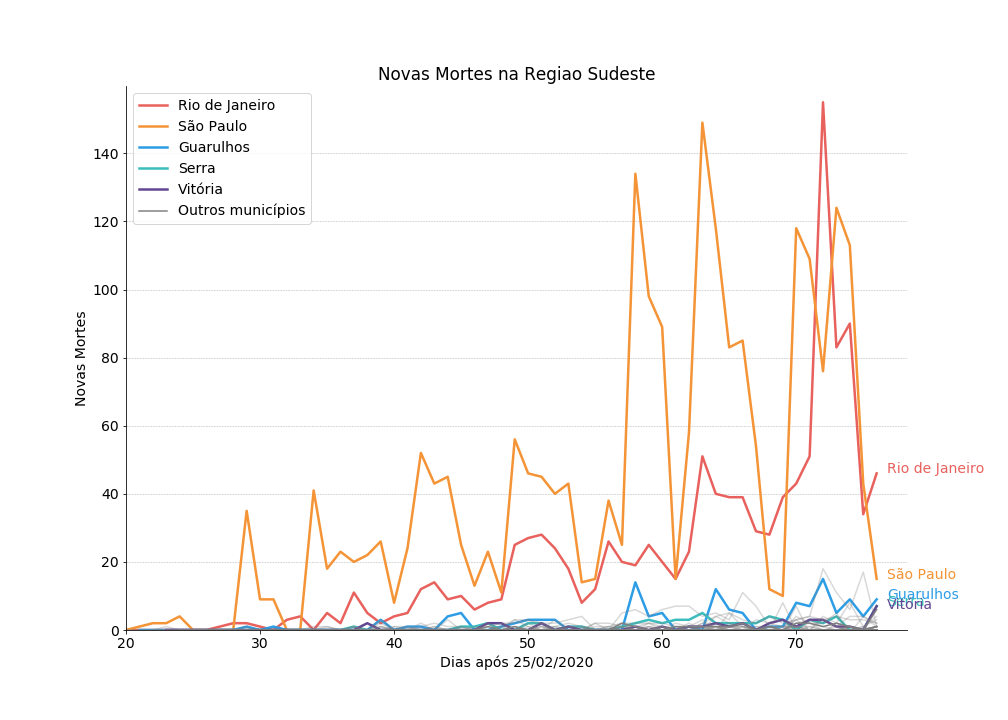 Novas Mortes na Regiao Sudeste
Rio de Janeiro
São Paulo
Guarulhos
Serra
Vitória
Outros municípios
Novas Mortes
140
120
100
80
60
40
20
0
20
30
40
50
60
70
Dias após 25/02/2020
Rio de Janeiro
São Paulo
Guarulhos
Vitória